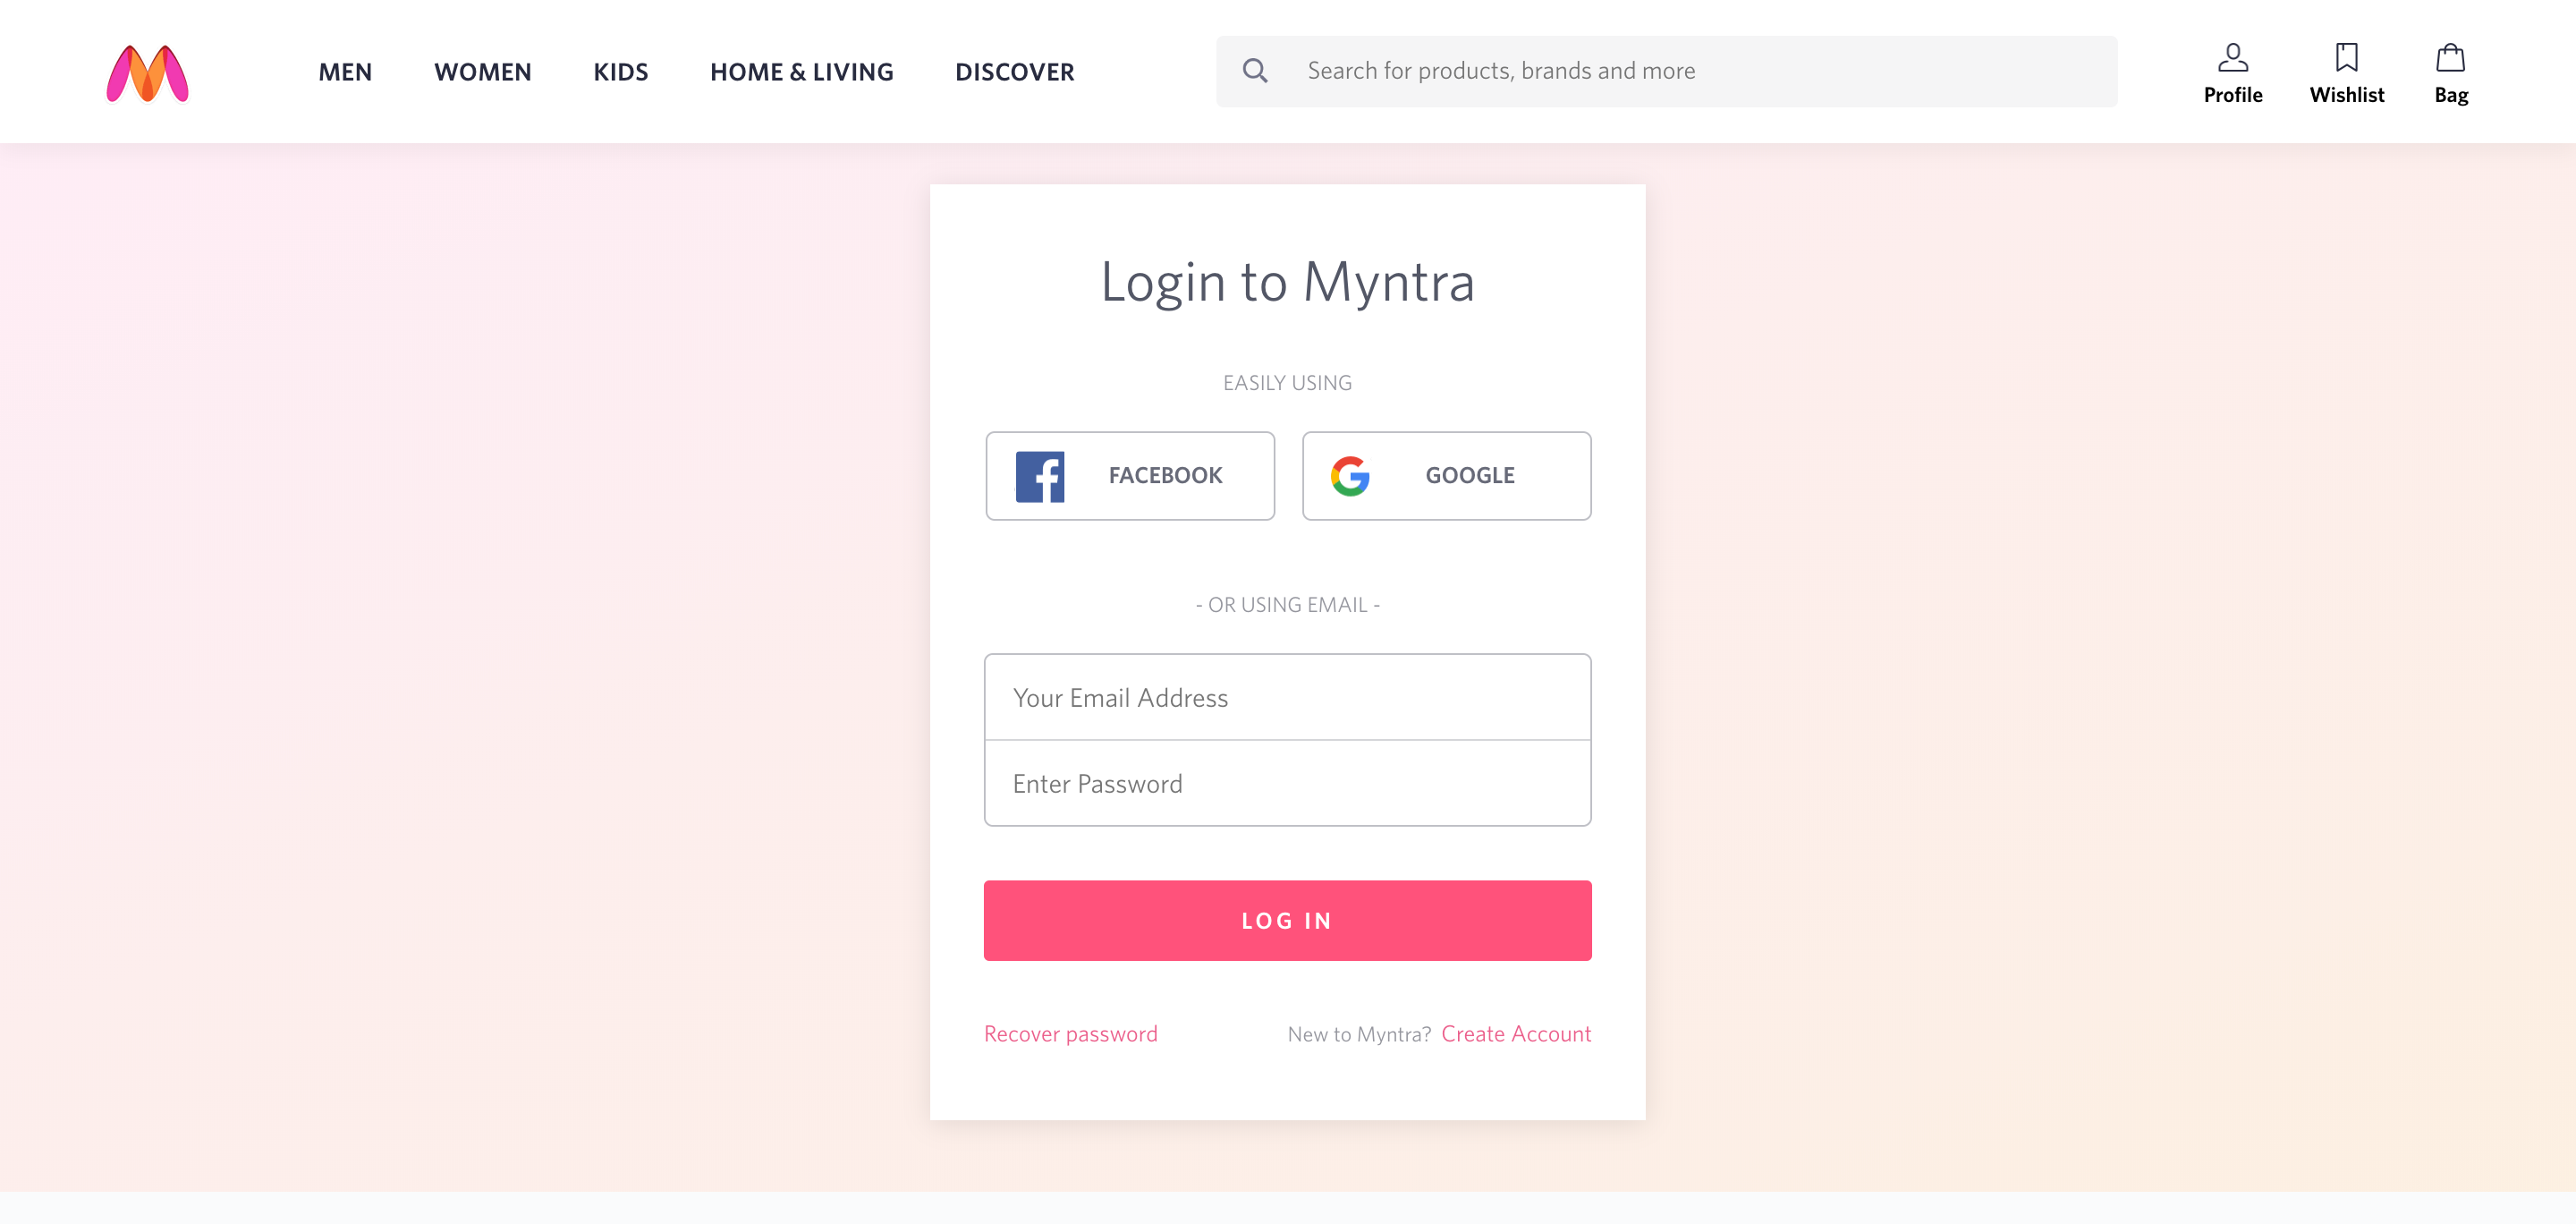 MEN WOMEN KIDS HOME & LIVING DISCOVER Search for products, brands and more
Profile Wishlist Bag
Login to Myntra
EASILY USING
FACEBOOK GOOGLE
- OR USING EMAIL -
Your Email Address
Enter Password
LOG IN
Recover password New to Myntra? Create Account